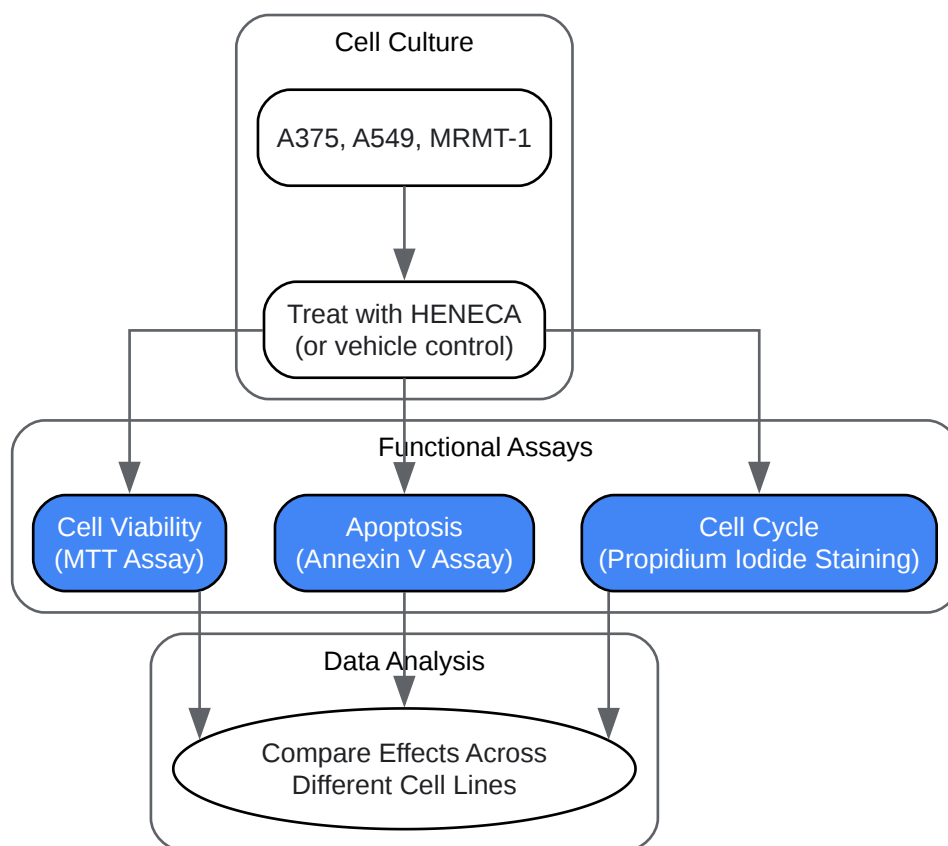 Cell Culture
A375, A549, MRMT-1
Treat with HENECA
(or vehicle control)
Functional Assays
Cell Viability
(MTT Assay)
Apoptosis
(Annexin V Assay)
Cell Cycle
(Propidium Iodide Staining)
Data Analysis
Compare Effects Across
Different Cell Lines